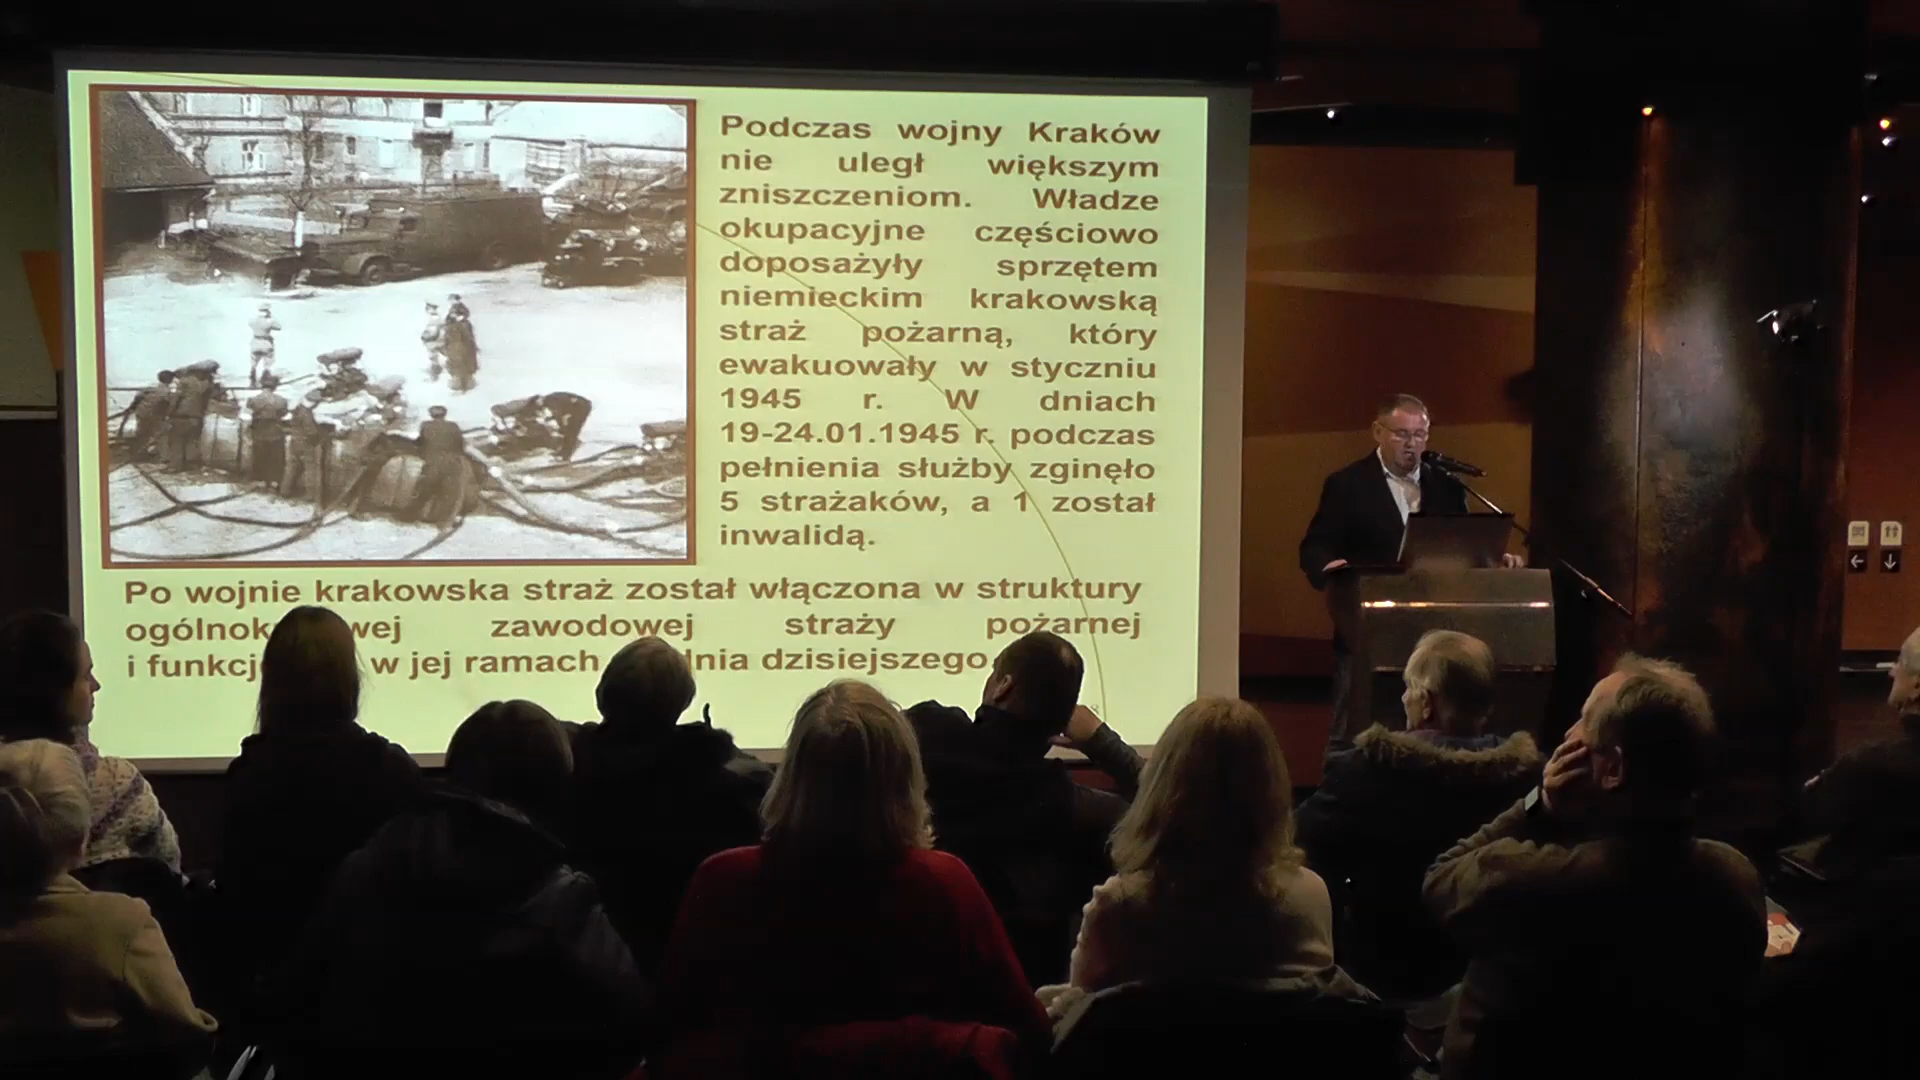 Podczas wojny Kraków
nie uległ większym
zniszczeniom. Władze
okupacyjne częściowo
doposażyły sprzętem
niemieckim krakowską
straż pożarną, który
ewakuowały w styczniu
1945 r. W dniach
19-24.01.1945 r. podczas
pełnienia służby zginęło
5 strażaków, a 1 został
inwalidą.
Po wojnie krakowska straż został włączona w struktury
zawodowej straży pożarnej
i w jej ramach dzisiejszego.